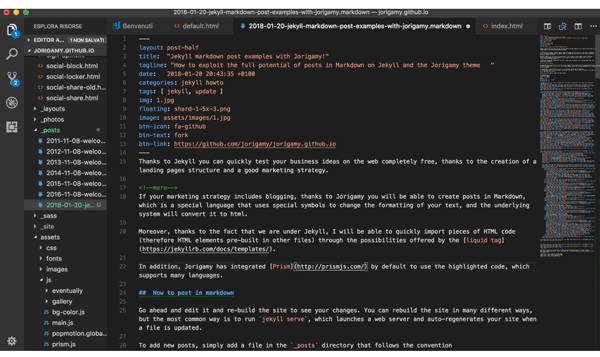 2018-01-20-jekyll-markdown-post-examples-with-jorigamy.markdown — jorigamy.github.io
ESPLORA RISORSE
Benvenuti
default.html
2018-01-20-jekyll-markdown-post-examples-with-jorigamy.markdown
index.html
EDITOR A... 1 NON SALVATI
JORIGAMY.GITHUB.IO
social-block.html
social-locker.html
social-share-old.h...
social-share.html
_layouts
_photos
_posts
2011-11-08-welco...
2012-11-08-welco...
2013-11-08-welco...
2014-11-08-welco...
2015-11-08-welco...
2016-11-08-welco...
2018-01-20-je... U
_sass
_site
assets
css
fonts
images
js
eventually
gallery
bg-color.js
main.js
popmotion.global...
prism.js
1 ---
2 layout: post-half
3 title: "Jekyll markdown post examples with Jorigamy!"
4 tagline: "How to exploit the full potential of posts in Markdown on Jekyll and the Jorigamy theme "
5 date: 2018-01-20 20:43:35 +0100
6 categories: jekyll howto
7 tags: [ jekyll, update ]
8 img: 1.jpg
9 floating: shard-1-5x-3.png
10 image: assets/images/1.jpg
11 btn-icon: fa-github
12 btn-text: fork
13 btn-link: https://github.com/jorigamy/jorigamy.github.io
14 ---
15 Thanks to Jekyll you can quickly test your business ideas on the web completely free, thanks to the creation of a
landing pages structure and a good marketing strategy.
16
17 <!--more-->
18 If your marketing strategy includes blogging, thanks to Jorigamy you will be able to create posts in Markdown,
which is a special language that uses special symbols to change the formatting of your text, and the underlying
system will convert it to html.
19
20 Moreover, thanks to the fact that we are under Jekyll, I will be able to quickly import pieces of HTML code
(therefore HTML elements pre-built in other files) through the possibilities offered by the [liquid tag]
(https://jekyllrb.com/docs/templates/).
21
22 In addition, Jorigamy has integrated [Prism](http://prismjs.com/) by default to use the highlighted code, which
supports many languages.
23
24 ## How to post in markdown
25
26 Go ahead and edit it and re-build the site to see your changes. You can rebuild the site in many different ways,
but the most common way is to run `jekyll serve`, which launches a web server and auto-regenerates your site when
a file is updated.
27
28 To add new posts, simply add a file in the `_posts` directory that follows the convention